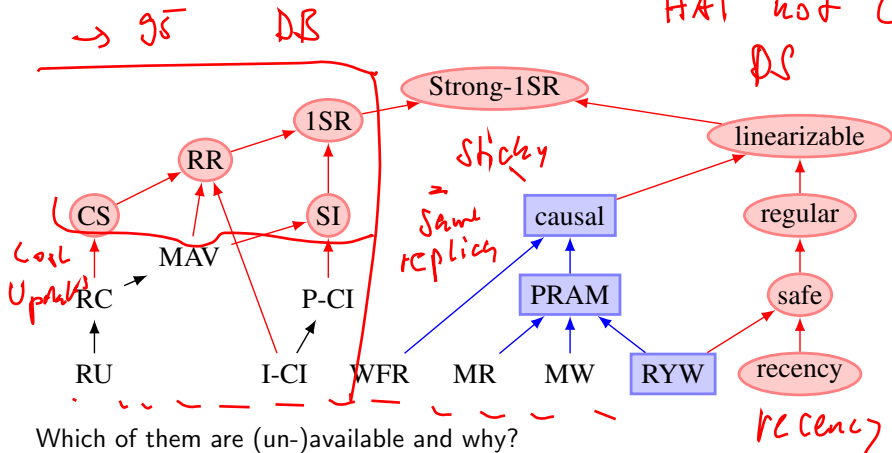 → 95 DB
HAT not
DS
Strong-1SR
1SR
linearizable
RR
sticky
=
same
replica
CS
SI
causal
regular
MAV
Lost
Updates
RC
P-CI
PRAM
safe
RU
I-CI
WFR
MR
MW
RYW
recency
recency
Which of them are (un-)available and why?